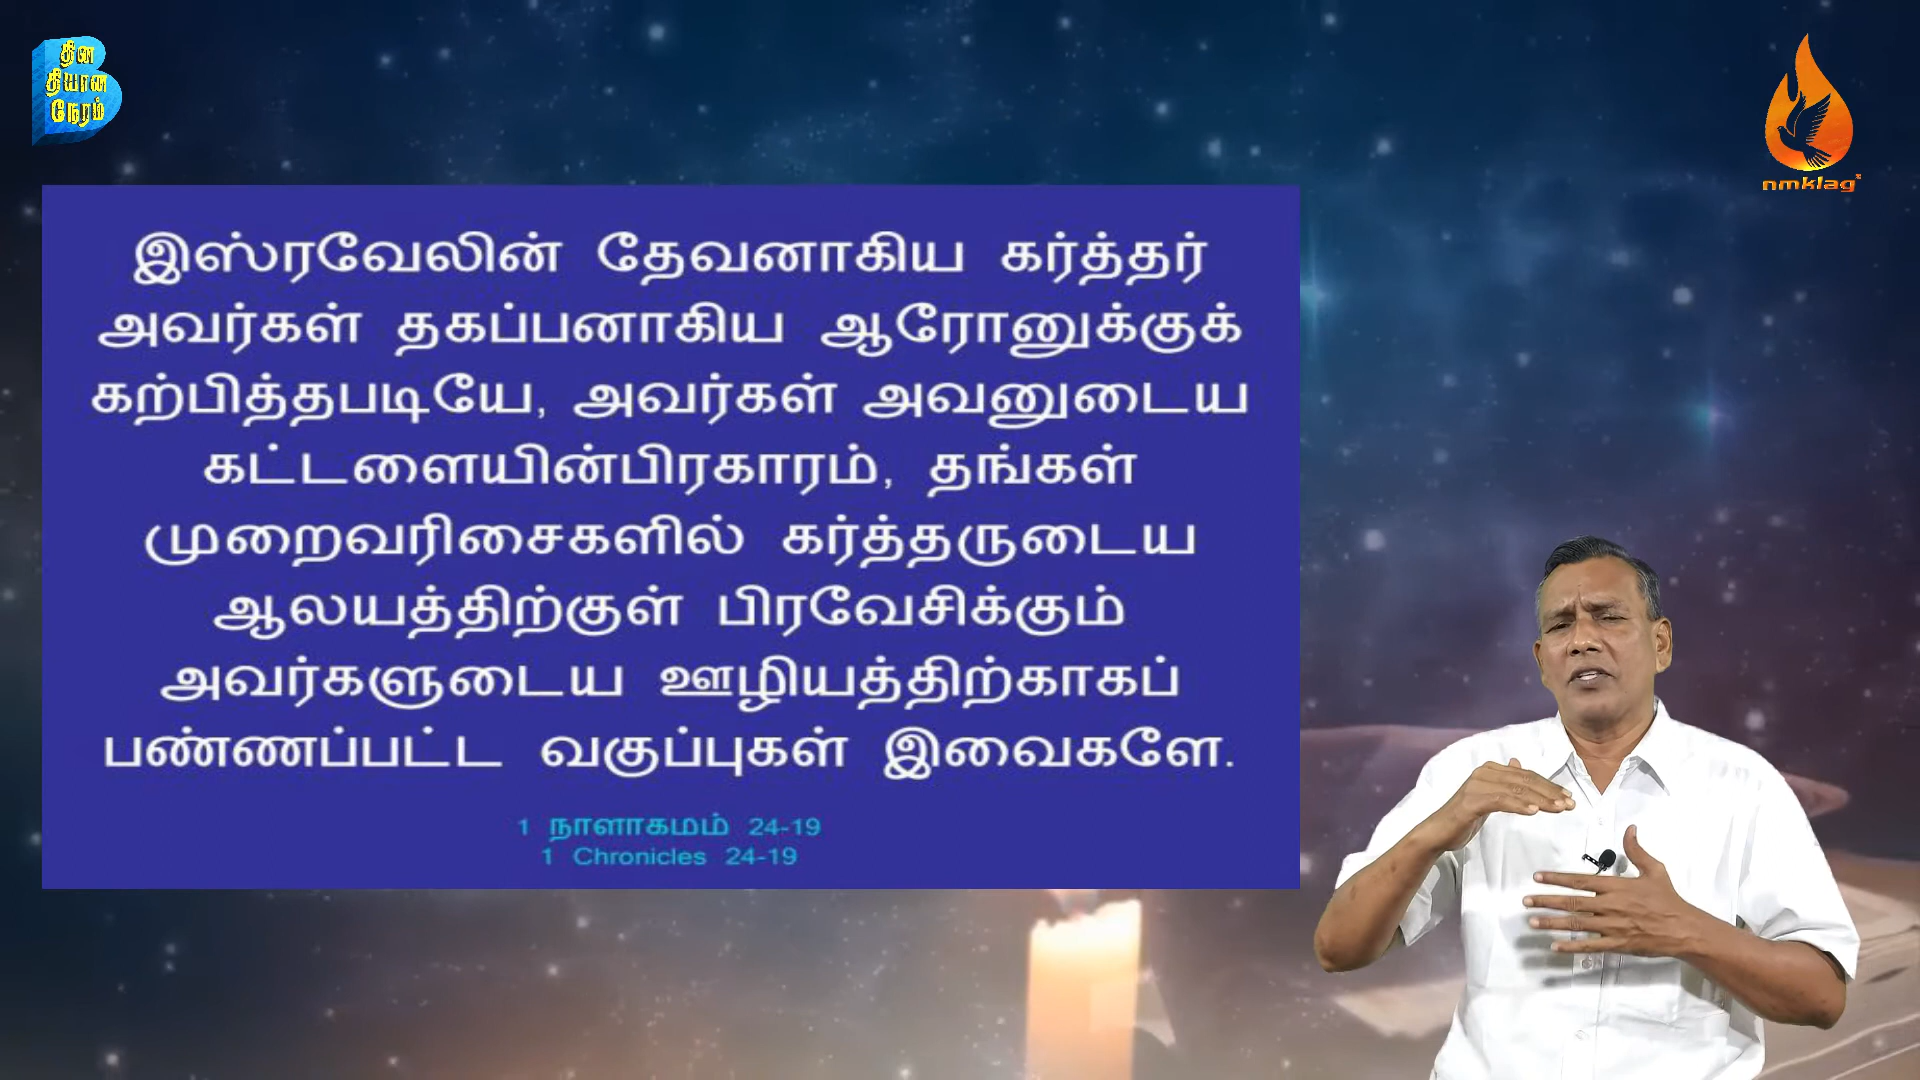 தின
தியான
நேரம்
nmklag
இஸ்ரவேலின் தேவனாகிய கர்த்தர்
அவர்கள் தகப்பனாகிய ஆரோனுக்குக்
கற்பித்தபடியே, அவர்கள் அவனுடைய
கட்டளையின்பிரகாரம், தங்கள்
முறைவரிசைகளில் கர்த்தருடைய
ஆலயத்திற்குள் பிரவேசிக்கும்
அவர்களுடைய ஊழியத்திற்காகப்
பண்ணப்பட்ட வகுப்புகள் இவைகளே.
1 நாளாகமம் 24-19
1 Chronicles 24-19